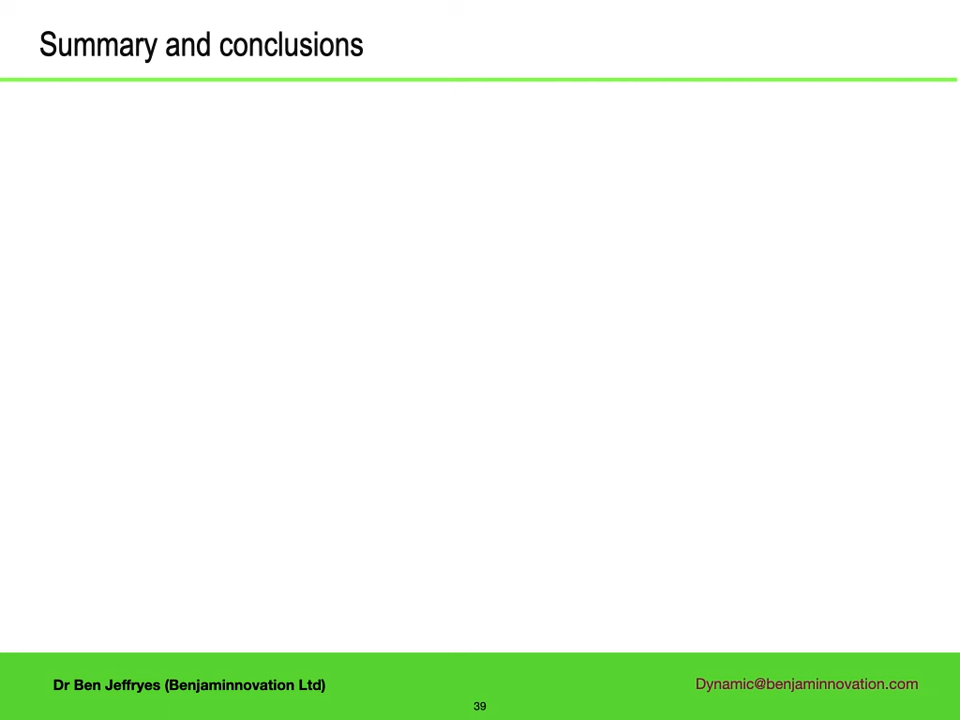 Summary and conclusions
Dr Ben Jeffryes (Benjaminnovation Ltd)
Dynamic@benjaminnovation.com
39